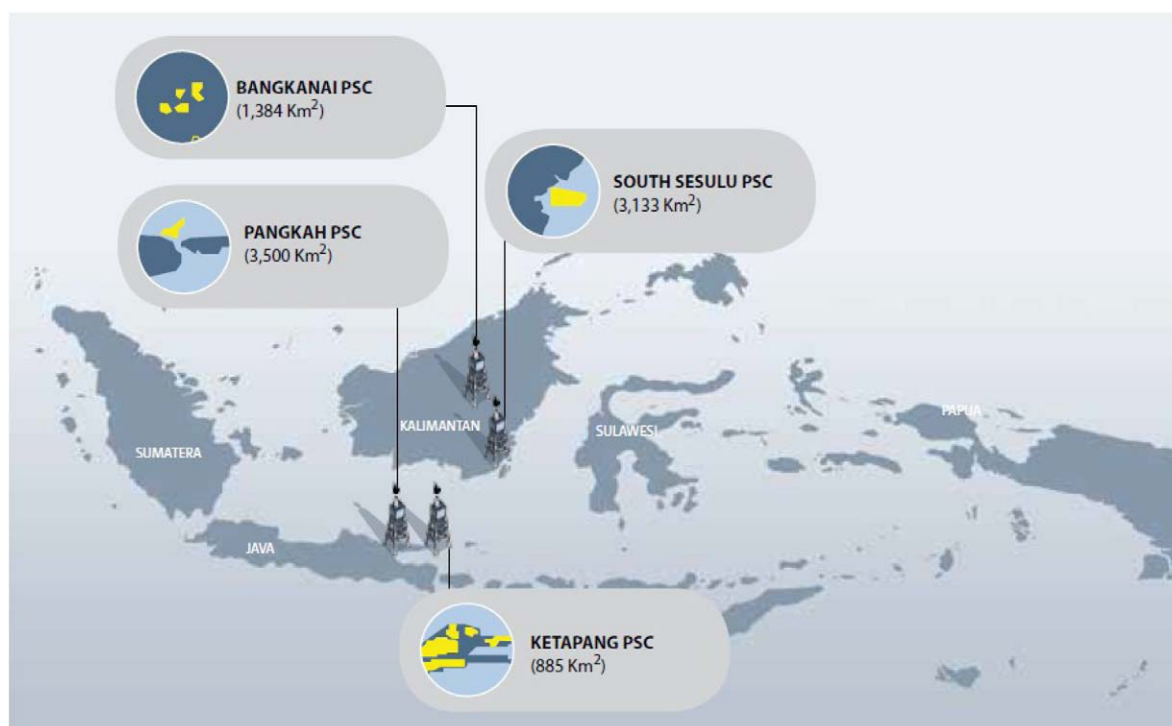 BANGKANAI PSC
(1,384 Km²)
SOUTH SESULU PSC
(3,133 Km²)
PANGKAH PSC
(3,500 Km²)
SUMATERA
KALIMANTAN
SULAWESI
PAPUA
JAVA
KETAPANG PSC
(885 Km²)